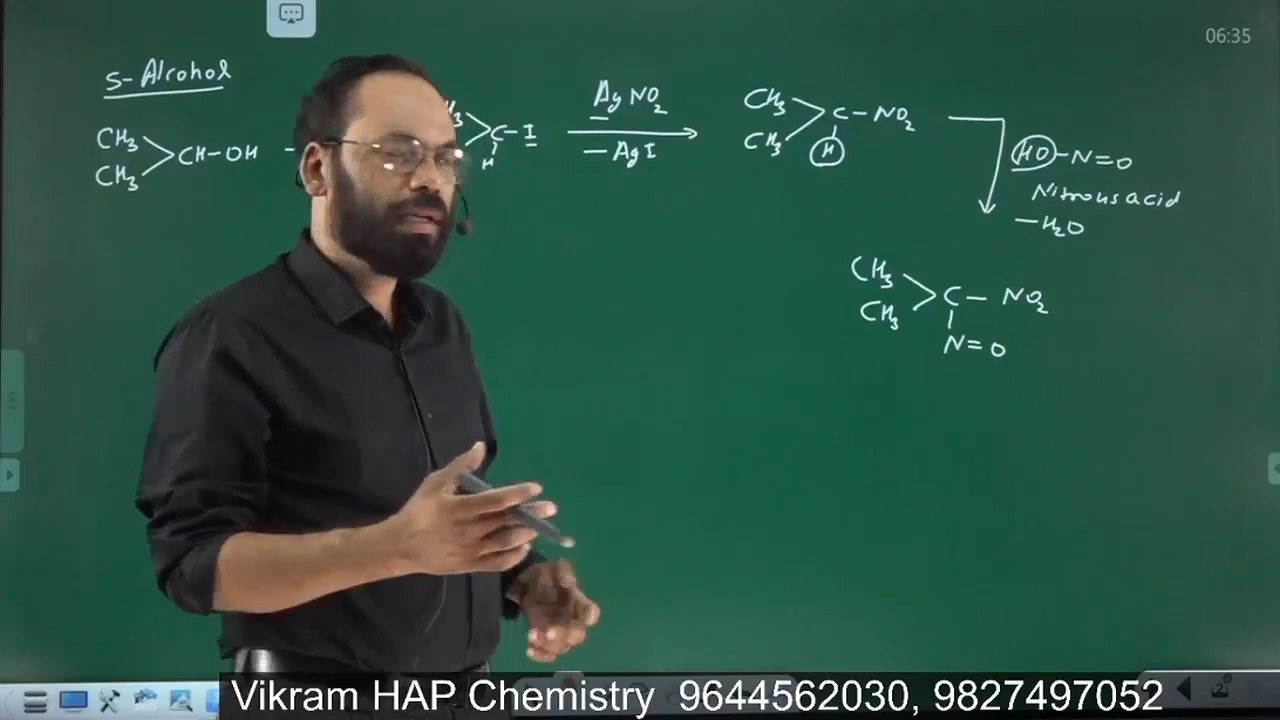 06:35
S-Alcohol
CH3
CH3
CH-OH
C-I
H
AgNO2
-AgI
CH3
CH3
C-NO2
H
HO-N=O
Nitrous acid
-H2O
CH3
CH3
C-NO2
N=O
Vikram HAP Chemistry 9644562030, 9827497052